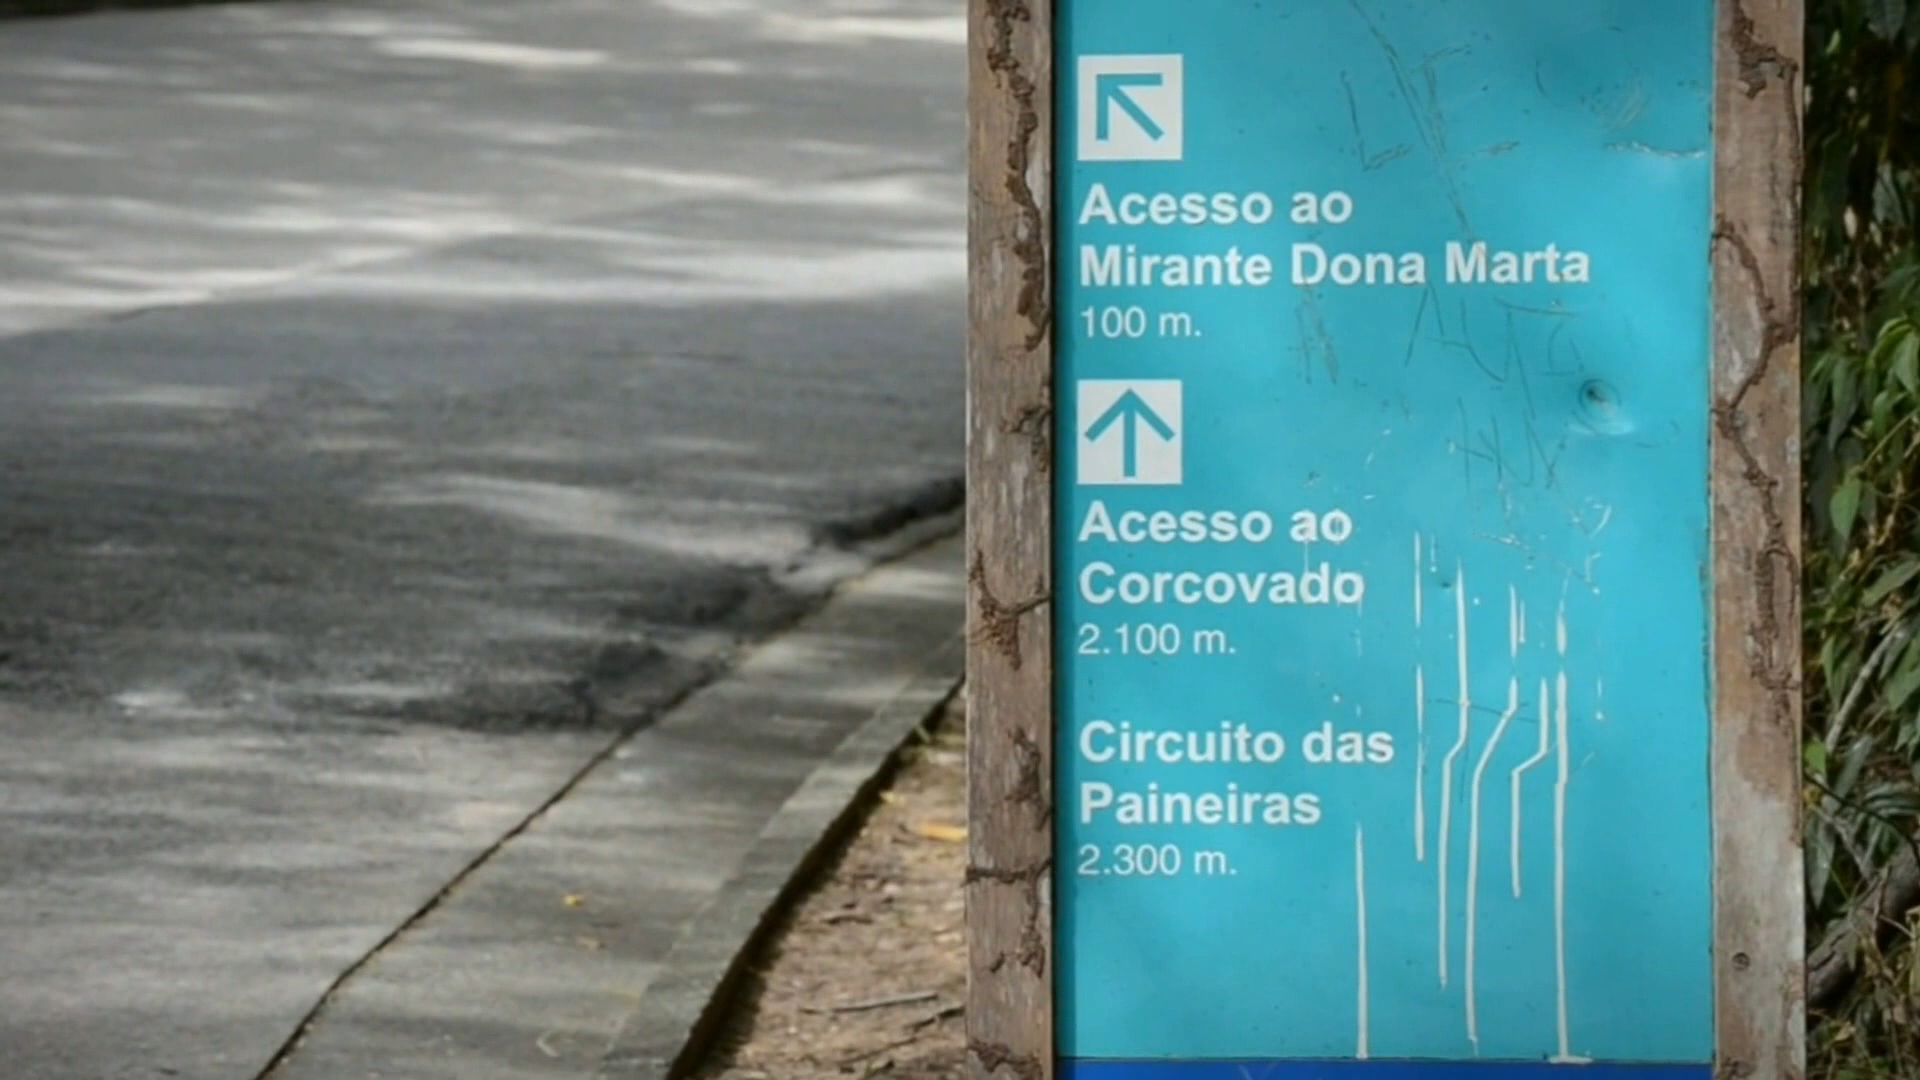 Acesso ao
Mirante Dona Marta
100 m.
Acesso ao
Corcovado
2.100 m.
Circuito das
Paineiras
2.300 m.